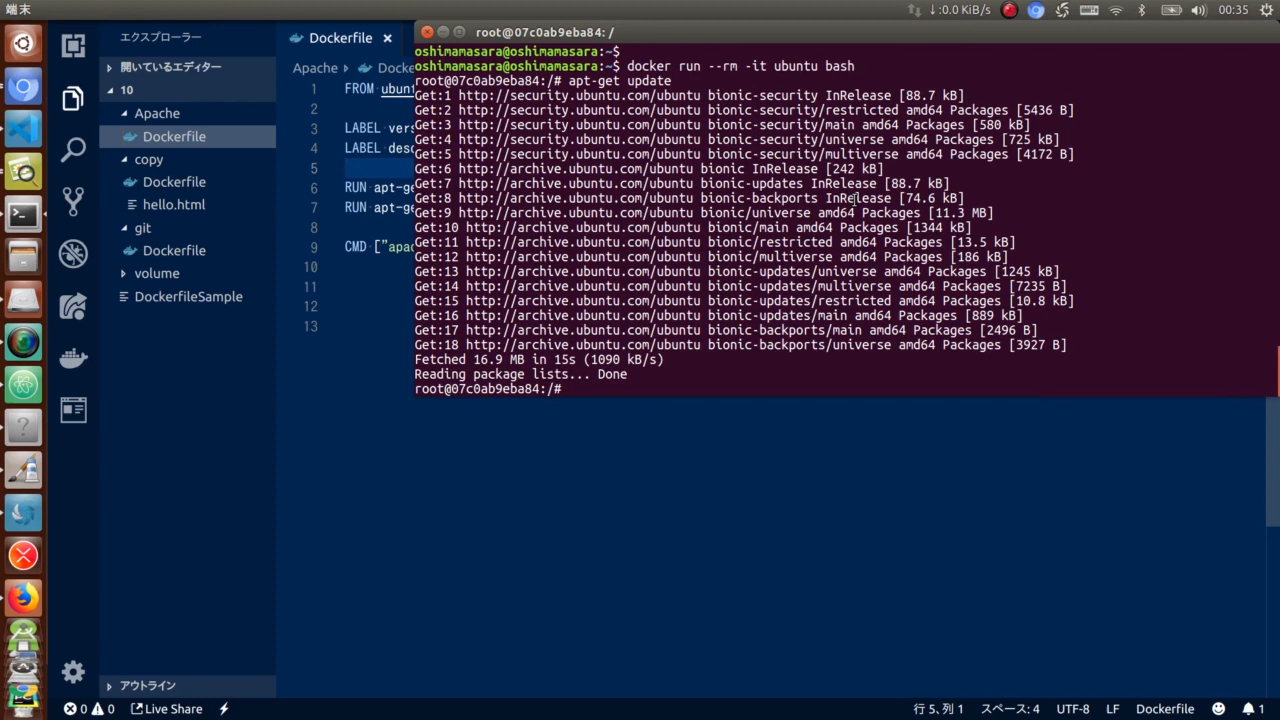 端末
↓:0.0 KiB/s
00:35
エクスプローラー
開いているエディター
10
Apache
Dockerfile
copy
Dockerfile
hello.html
git
Dockerfile
volume
DockerfileSample
アウトライン
Dockerfile ×
Apache
1 FROM ubun
2
3 LABEL vers
4 LABEL desc
5
6 RUN apt-ge
7 RUN apt-ge
8
9 CMD ["apac
10
11
12
13
root@07c0ab9eba84: /
oshimamasara@oshimamasara:~$
oshimamasara@oshimamasara:~$ docker run --rm -it ubuntu bash
root@07c0ab9eba84:/# apt-get update
Get:1 http://security.ubuntu.com/ubuntu bionic-security InRelease [88.7 kB]
Get:2 http://security.ubuntu.com/ubuntu bionic-security/restricted amd64 Packages [5436 B]
Get:3 http://security.ubuntu.com/ubuntu bionic-security/main amd64 Packages [580 kB]
Get:4 http://security.ubuntu.com/ubuntu bionic-security/universe amd64 Packages [725 kB]
Get:5 http://security.ubuntu.com/ubuntu bionic-security/multiverse amd64 Packages [4172 B]
Get:6 http://archive.ubuntu.com/ubuntu bionic InRelease [242 kB]
Get:7 http://archive.ubuntu.com/ubuntu bionic-updates InRelease [88.7 kB]
Get:8 http://archive.ubuntu.com/ubuntu bionic-backports InRelease [74.6 kB]
Get:9 http://archive.ubuntu.com/ubuntu bionic/universe amd64 Packages [11.3 MB]
Get:10 http://archive.ubuntu.com/ubuntu bionic/main amd64 Packages [1344 kB]
Get:11 http://archive.ubuntu.com/ubuntu bionic/restricted amd64 Packages [13.5 kB]
Get:12 http://archive.ubuntu.com/ubuntu bionic/multiverse amd64 Packages [186 kB]
Get:13 http://archive.ubuntu.com/ubuntu bionic-updates/universe amd64 Packages [1245 kB]
Get:14 http://archive.ubuntu.com/ubuntu bionic-updates/multiverse amd64 Packages [7235 B]
Get:15 http://archive.ubuntu.com/ubuntu bionic-updates/restricted amd64 Packages [10.8 kB]
Get:16 http://archive.ubuntu.com/ubuntu bionic-updates/main amd64 Packages [889 kB]
Get:17 http://archive.ubuntu.com/ubuntu bionic-backports/main amd64 Packages [2496 B]
Get:18 http://archive.ubuntu.com/ubuntu bionic-backports/universe amd64 Packages [3927 B]
Fetched 16.9 MB in 15s (1090 kB/s)
Reading package lists... Done
root@07c0ab9eba84:/#
0 0 Live Share 行 5、列 1 スペース: 4 UTF-8 LF Dockerfile 1